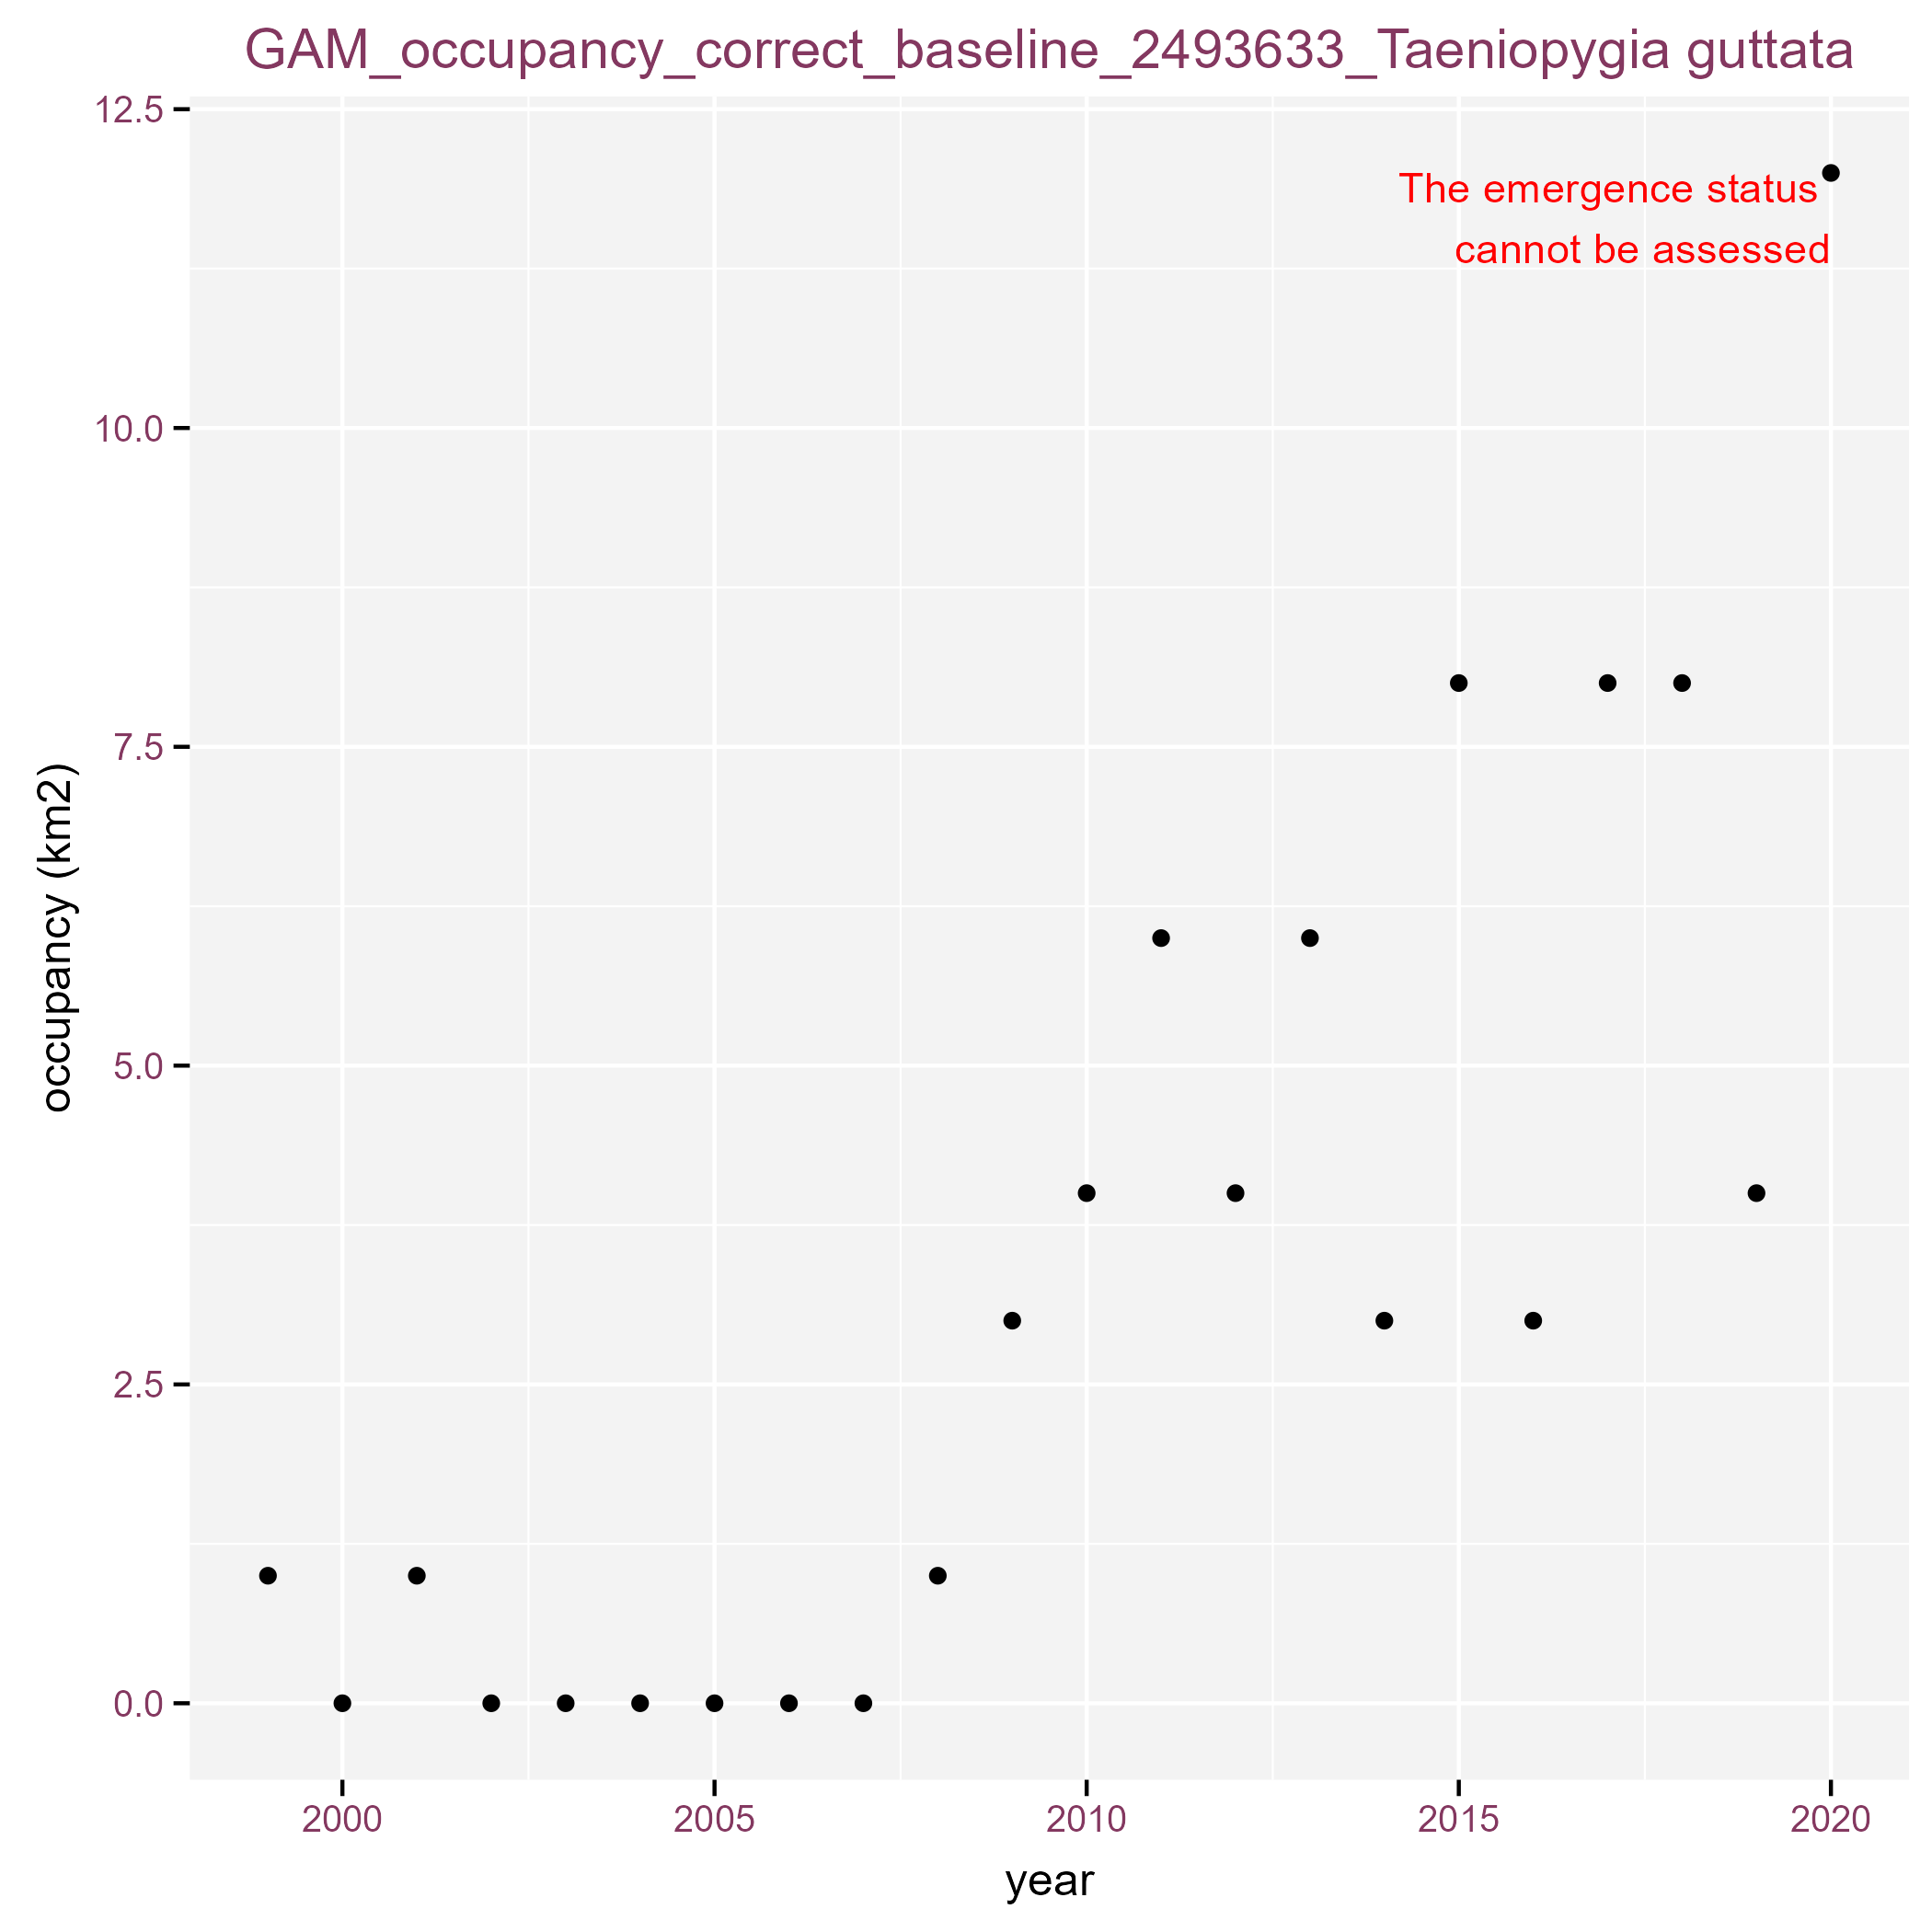 GAM_occupancy_correct_baseline_2493633_Taeniopygia guttata
12.5
The emergence status
cannot be assessed
10.0
7.5
occupancy (km2)
5.0
2.5
0.0
2000 2005 2010 2015 2020
year